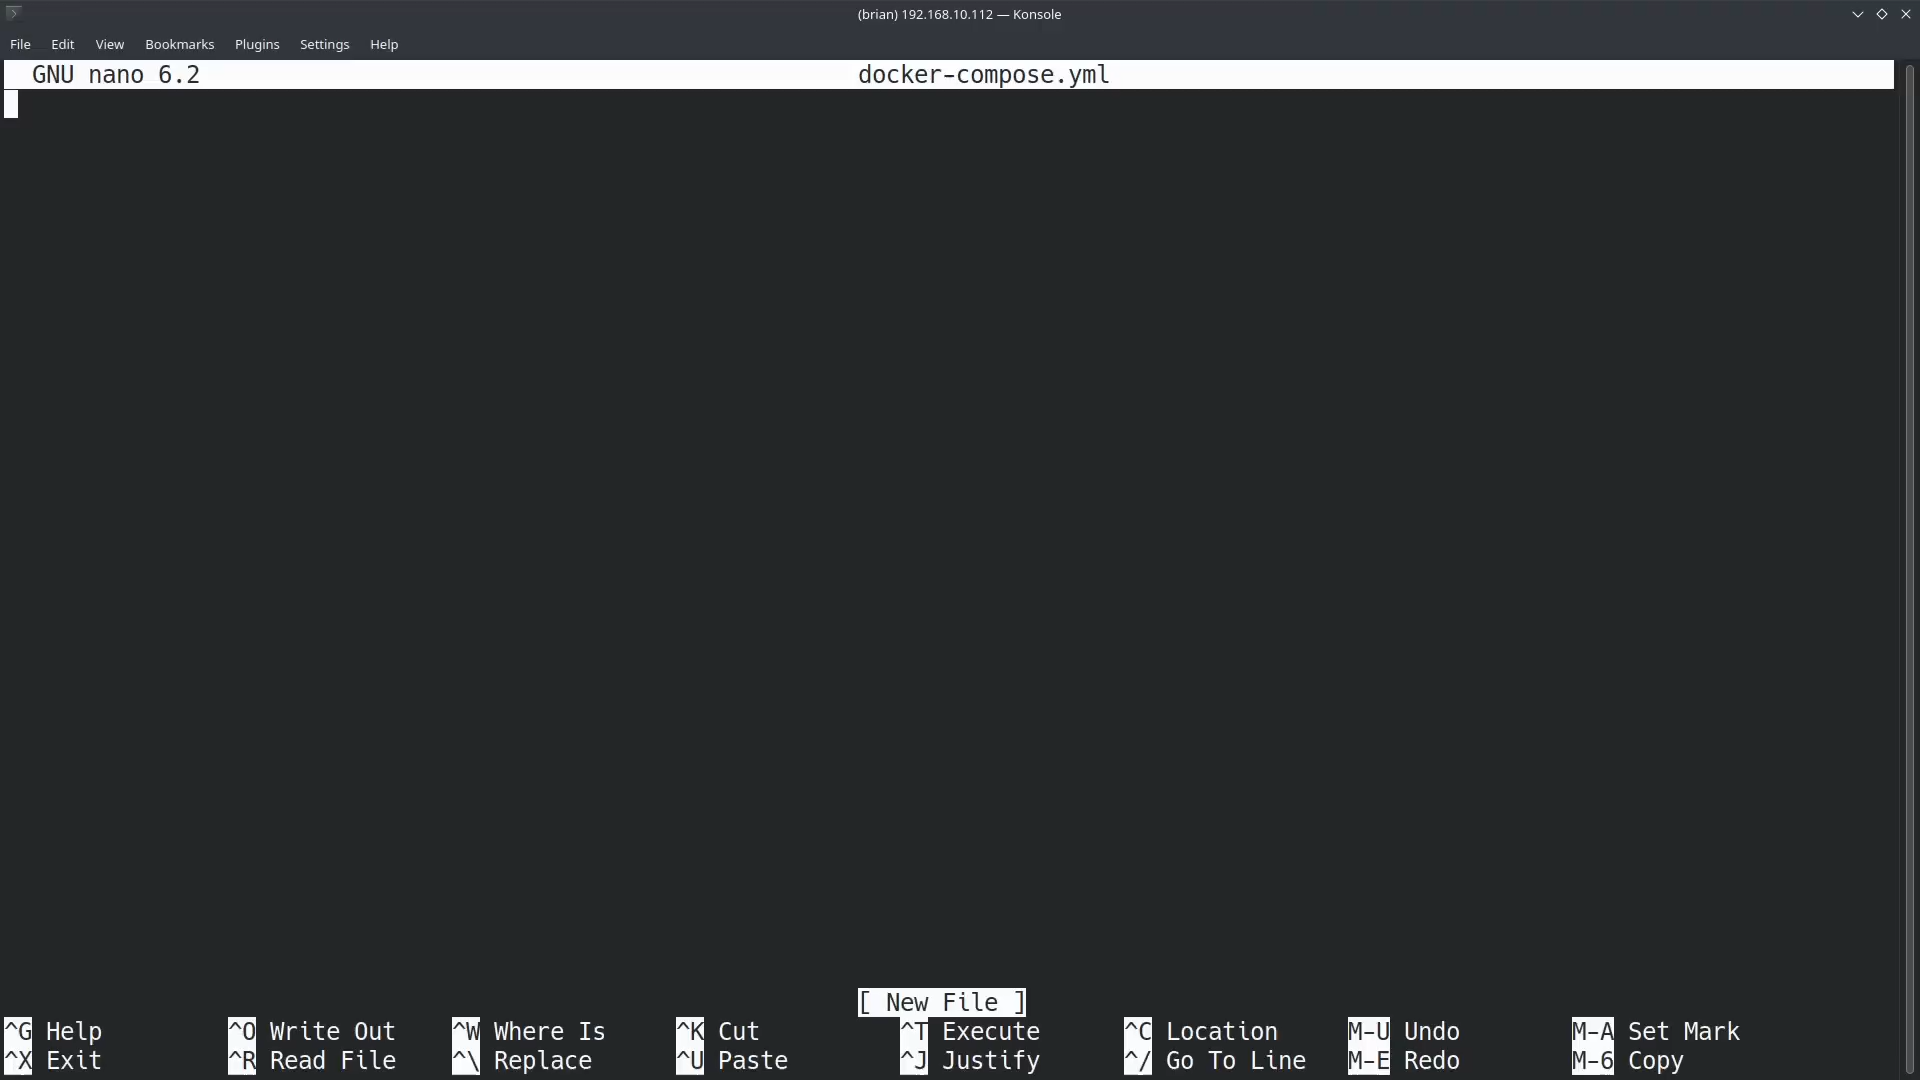 (brian) 192.168.10.112 — Konsole
File Edit View Bookmarks Plugins Settings Help
GNU nano 6.2 docker-compose.yml
[ New File ]
^G Help ^O Write Out ^W Where Is ^K Cut ^T Execute ^C Location M-U Undo M-A Set Mark
^X Exit ^R Read File ^\ Replace ^U Paste ^J Justify ^/ Go To Line M-E Redo M-6 Copy